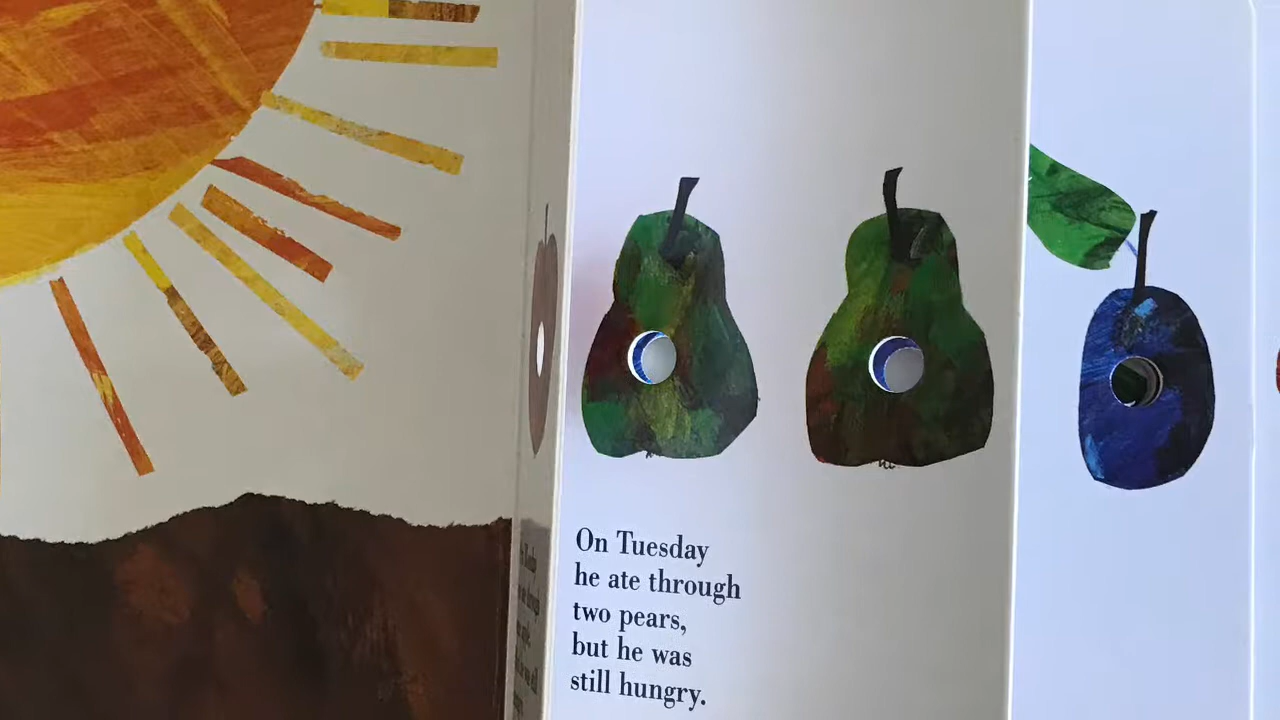 On Tuesday
he ate through
two pears,
but he was
still hungry.